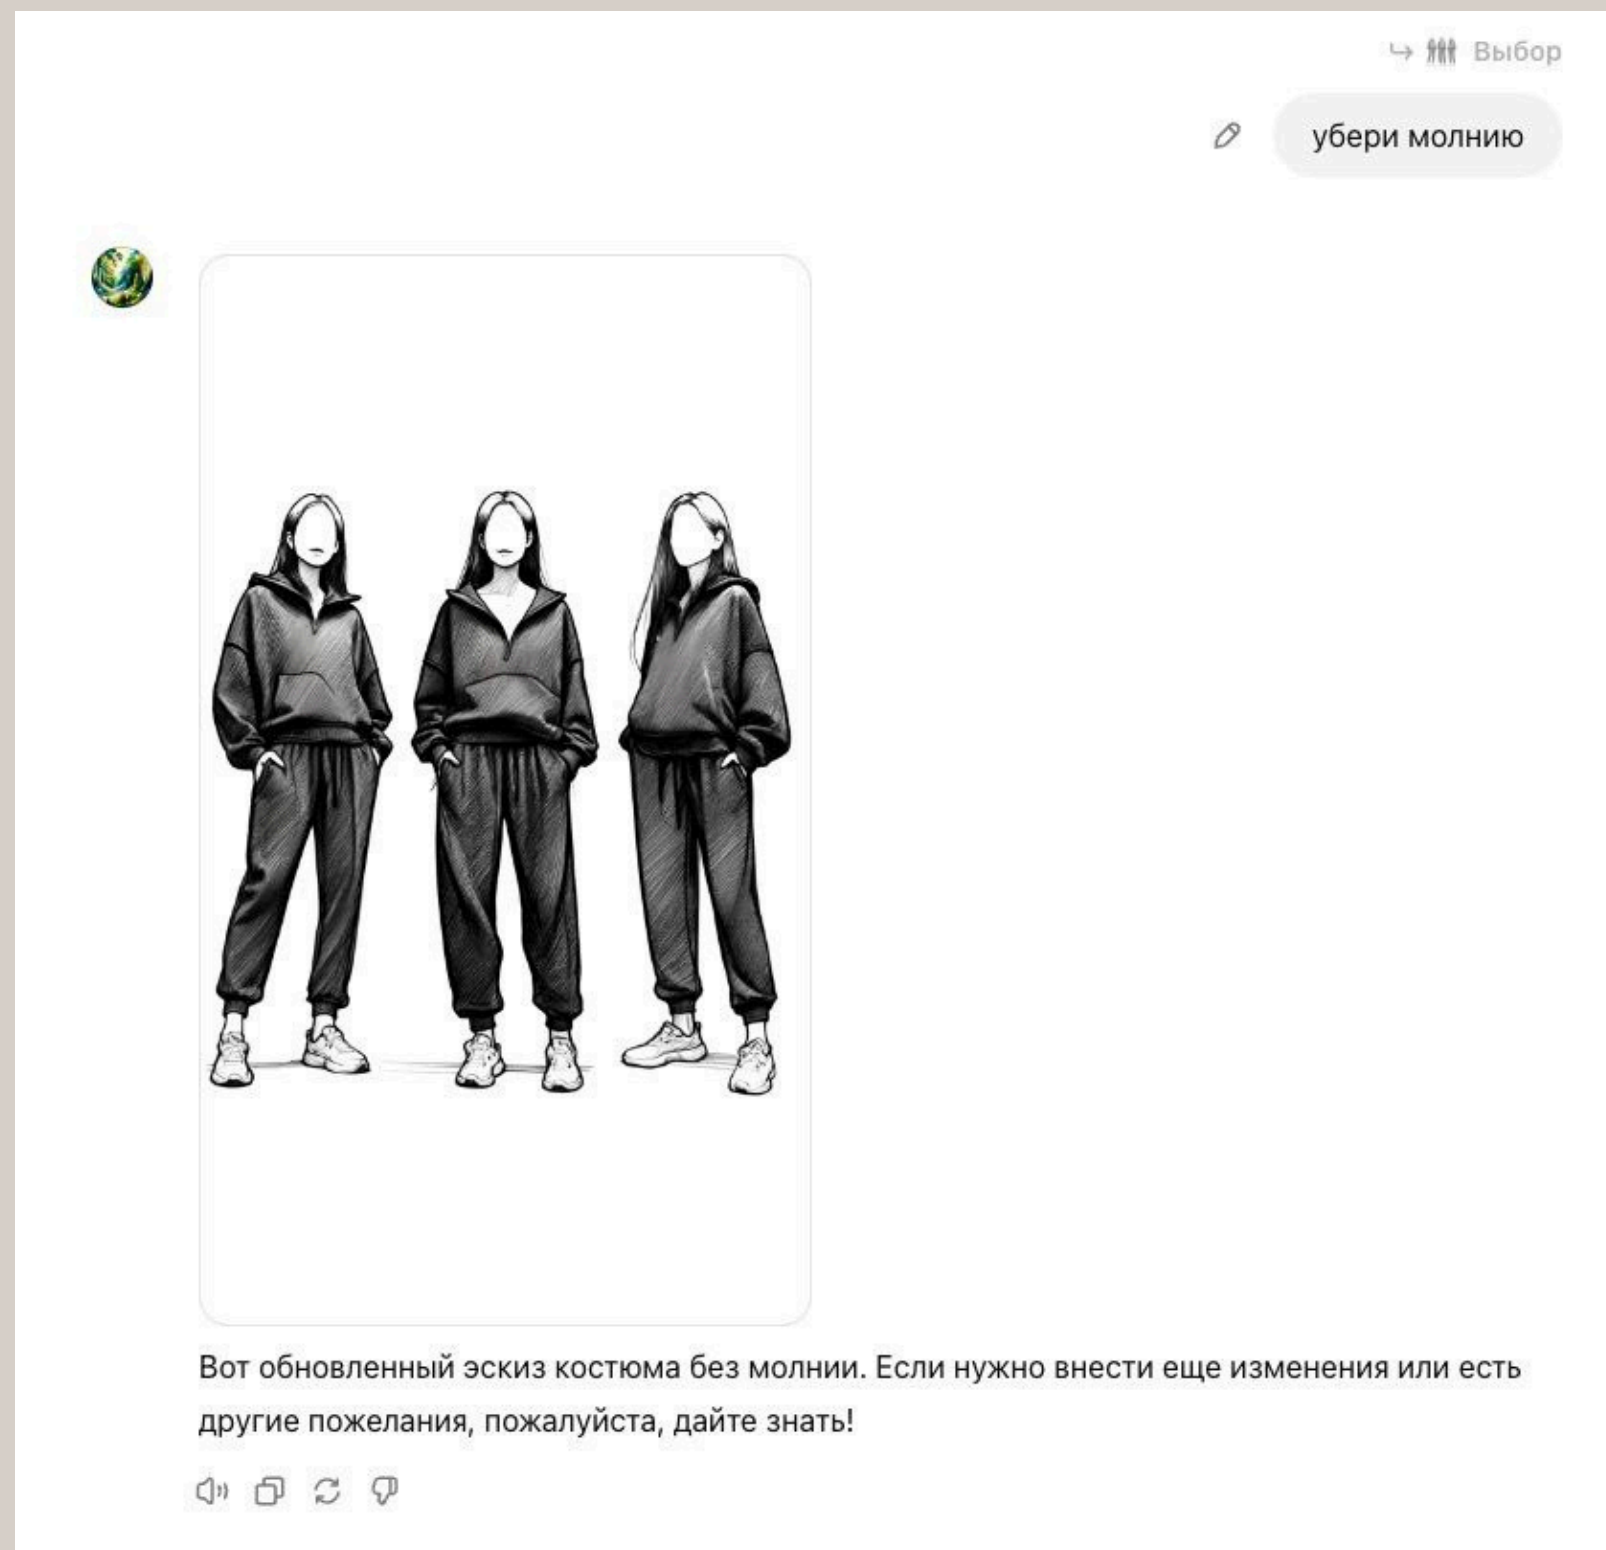 Выбор
убери молнию
Вот обновленный эскиз костюма без молнии. Если нужно внести еще изменения или есть
другие пожелания, пожалуйста, дайте знать!